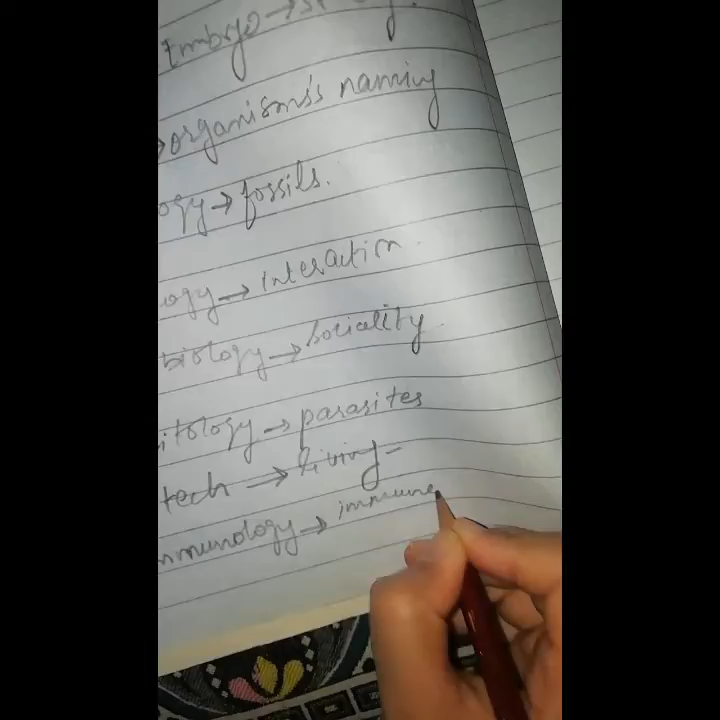 Embryo →
→ organisms's naming
ogy → fossils.
ogy → interaction.
biology → sociality.
itology → parasites
tech → living -
mmunology → immune